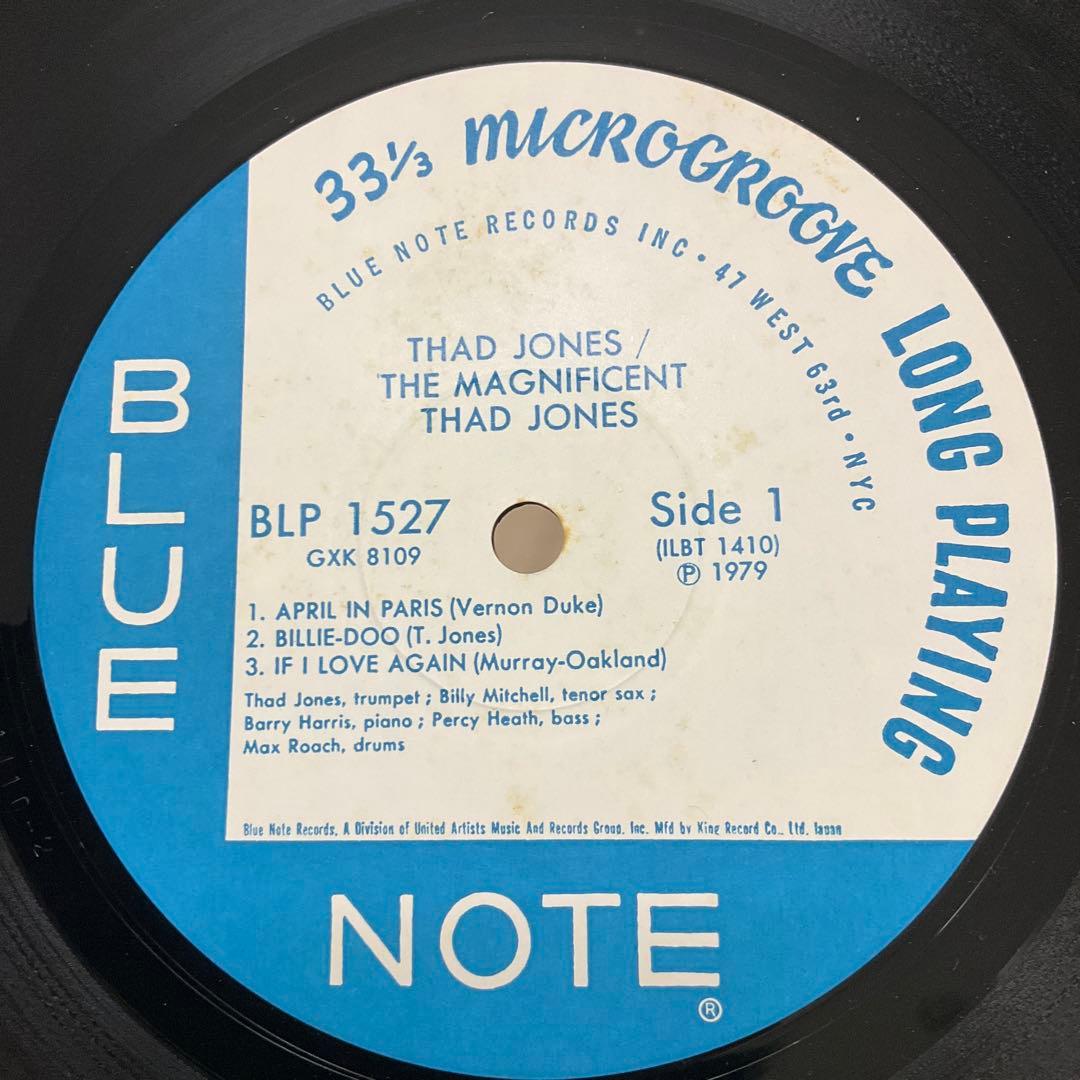 33⅓ MICROGROOVE LONG PLAYING
BLUE NOTE RECORDS INC • 47 WEST 63rd • NYC
THAD JONES /
THE MAGNIFICENT
THAD JONES
BLP 1527
GXK 8109
Side 1
(ILBT 1410)
Ⓟ 1979
1. APRIL IN PARIS (Vernon Duke)
2. BILLIE-DOO (T. Jones)
3. IF I LOVE AGAIN (Murray-Oakland)
Thad Jones, trumpet ; Billy Mitchell, tenor sax ;
Barry Harris, piano ; Percy Heath, bass ;
Max Roach, drums
Blue Note Records, A Division of United Artists Music And Records Group, Inc. Mfd by King Record Co., Ltd. Japan
BLUE
NOTE
®